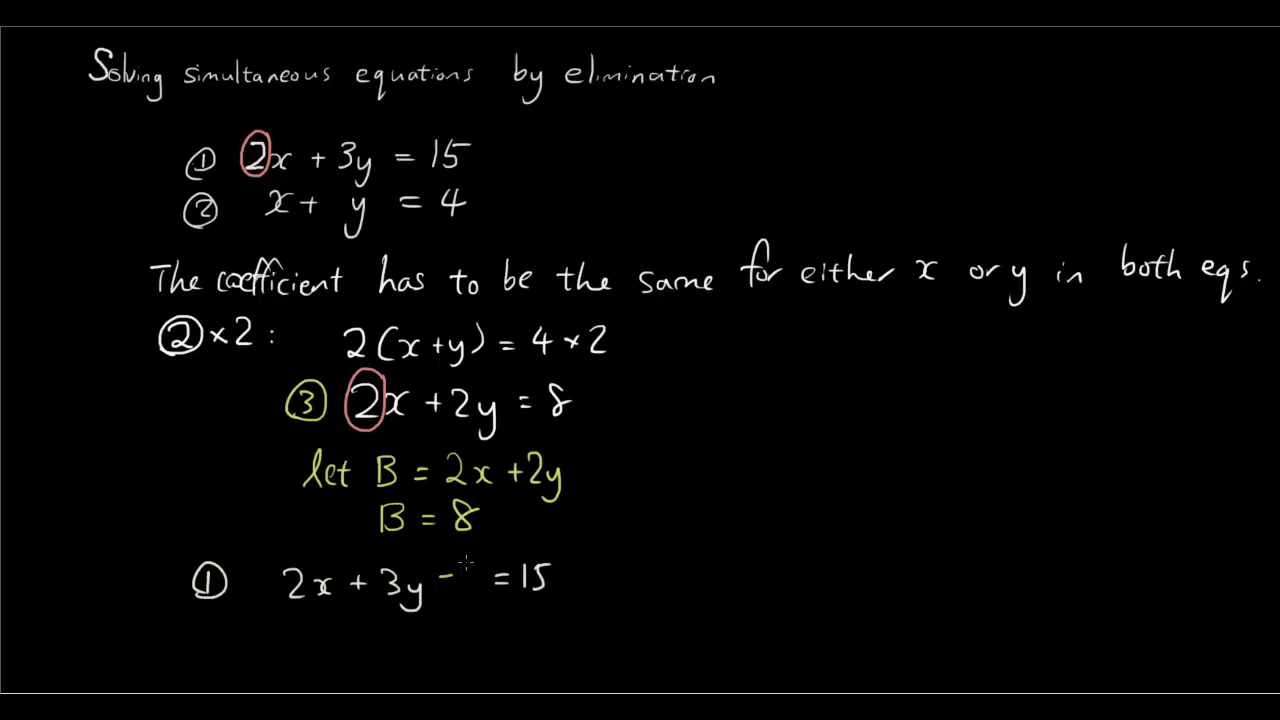 Solving simultaneous equations by elimination
① 2x + 3y = 15
② x + y = 4
The coefficient has to be the same for either x or y in both eqs.
②×2: 2(x+y) = 4×2
③ 2x + 2y = 8
let B = 2x + 2y
B = 8
① 2x + 3y - = 15